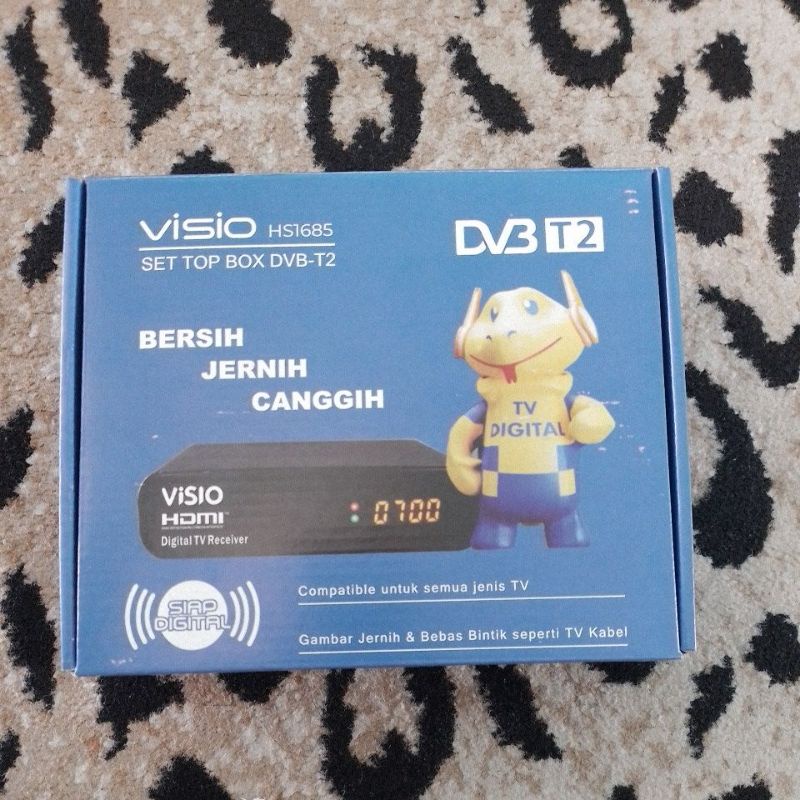 ViSiO HS1685
SET TOP BOX DVB-T2
DVB T2
BERSIH
JERNIH
CANGGIH
TV
DIGITAL
ViSiO
HDMI
Digital TV Receiver
0700
SIAP
DIGITAL
Compatible untuk semua jenis TV
Gambar Jernih & Bebas Bintik seperti TV Kabel